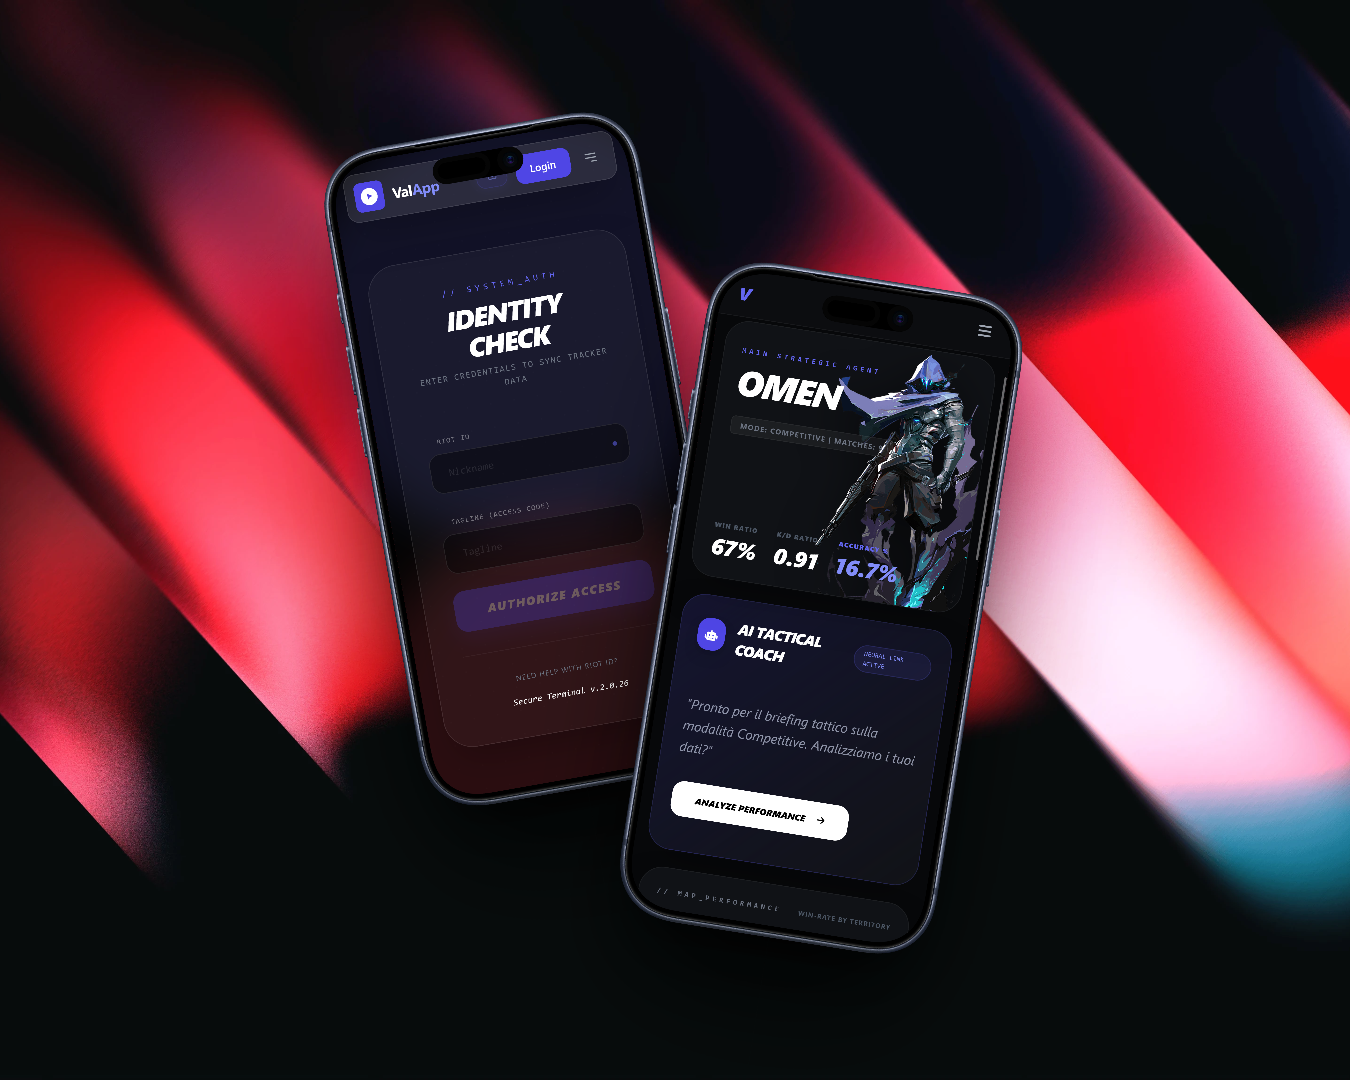 ValApp
Login
// SYSTEM_AUTH
IDENTITY
CHECK
ENTER CREDENTIALS TO SYNC TRACKER
DATA
RIOT ID
Nickname
TAGLINE (ACCESS CODE)
Tagline
AUTHORIZE ACCESS
NEED HELP WITH RIOT ID?
Secure Terminal v.2.0.26
V
MAIN STRATEGIC AGENT
OMEN
MODE: COMPETITIVE | MATCHES:
WIN RATIO
K/D RATIO
ACCURACY
67%
0.91
16.7%
AI TACTICAL
COACH
NEURAL LINK
ACTIVE
"Pronto per il briefing tattico sulla
modalità Competitive. Analizziamo i tuoi
dati?"
ANALYZE PERFORMANCE →
// MAP_PERFORMANCE
WIN-RATE BY TERRITORY